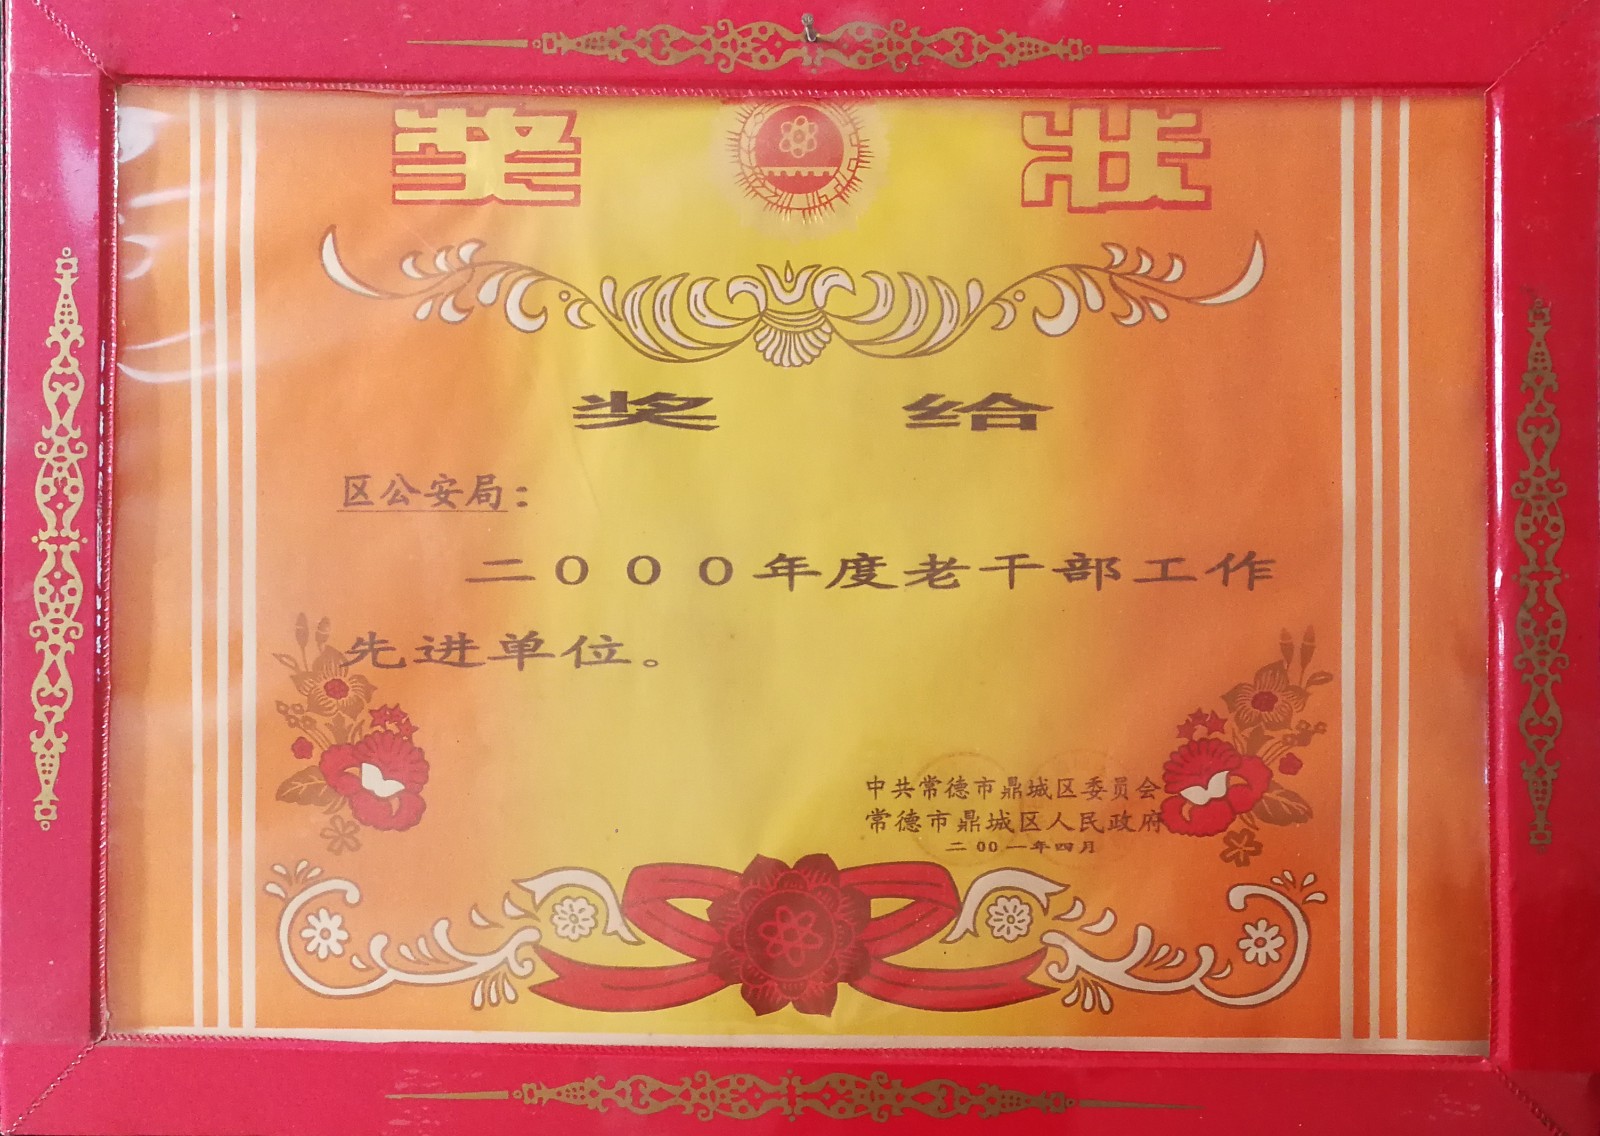 奖 状
奖 给
区公安局：
二000年度老干部工作
先进单位。
中共常德市鼎城区委员会
常德市鼎城区人民政府
二00一年四月